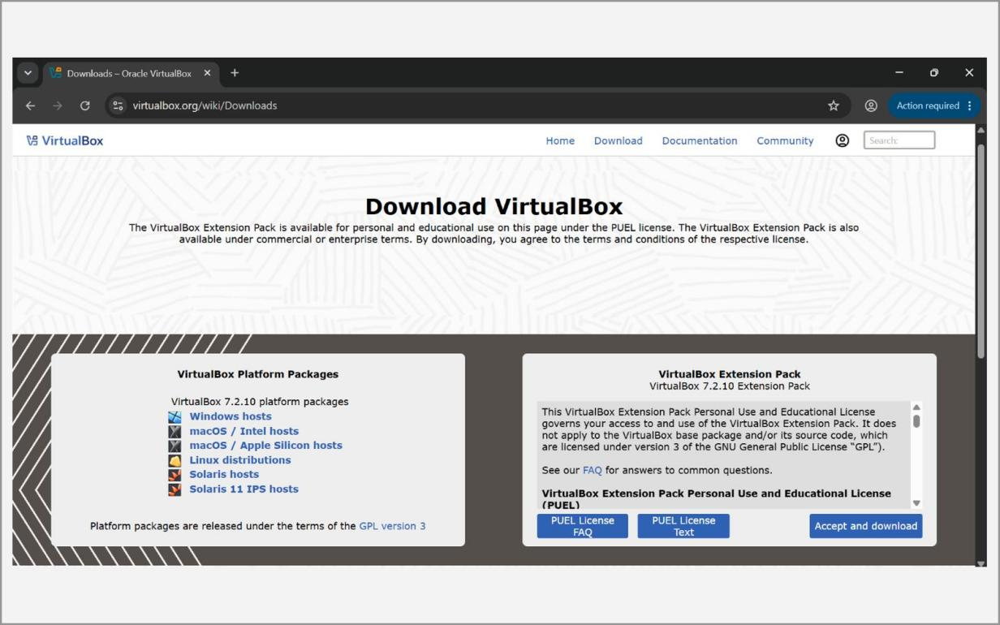 Downloads – Oracle VirtualBox
virtualbox.org/wiki/Downloads
Action required
VirtualBox
Home
Download
Documentation
Community
Search:
Download VirtualBox
The VirtualBox Extension Pack is available for personal and educational use on this page under the PUEL license. The VirtualBox Extension Pack is also
available under commercial or enterprise terms. By downloading, you agree to the terms and conditions of the respective license.
VirtualBox Platform Packages
VirtualBox 7.2.10 platform packages
Windows hosts
macOS / Intel hosts
macOS / Apple Silicon hosts
Linux distributions
Solaris hosts
Solaris 11 IPS hosts
Platform packages are released under the terms of the GPL version 3
VirtualBox Extension Pack
VirtualBox 7.2.10 Extension Pack
This VirtualBox Extension Pack Personal Use and Educational License
governs your access to and use of the VirtualBox Extension Pack. It does
not apply to the VirtualBox base package and/or its source code, which
are licensed under version 3 of the GNU General Public License “GPL”).
See our FAQ for answers to common questions.
VirtualBox Extension Pack Personal Use and Educational License
(PUEL)
PUEL License
FAQ
PUEL License
Text
Accept and download